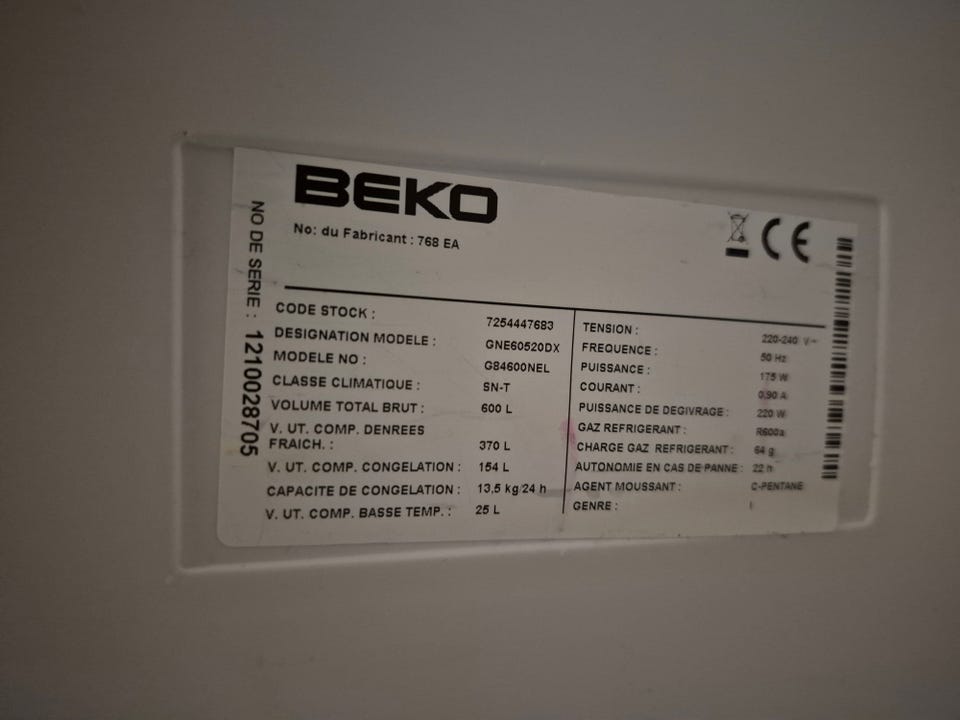 BEKO
No: du Fabricant : 768 EA
CE
NO DE SERIE : 1210028705
CODE STOCK : 7254447683
DESIGNATION MODELE : GNE60520DX
MODELE NO : G84600NEL
CLASSE CLIMATIQUE : SN-T
VOLUME TOTAL BRUT : 600 L
V. UT. COMP. DENREES
FRAICH. : 370 L
V. UT. COMP. CONGELATION : 154 L
CAPACITE DE CONGELATION : 13,5 kg/24 h
V. UT. COMP. BASSE TEMP. : 25 L
TENSION : 220-240 V~
FREQUENCE : 50 Hz
PUISSANCE : 175 W
COURANT : 0,90 A
PUISSANCE DE DEGIVRAGE : 220 W
GAZ REFRIGERANT : R600a
CHARGE GAZ REFRIGERANT : 64 g
AUTONOMIE EN CAS DE PANNE : 22 h
AGENT MOUSSANT : C-PENTANE
GENRE : I